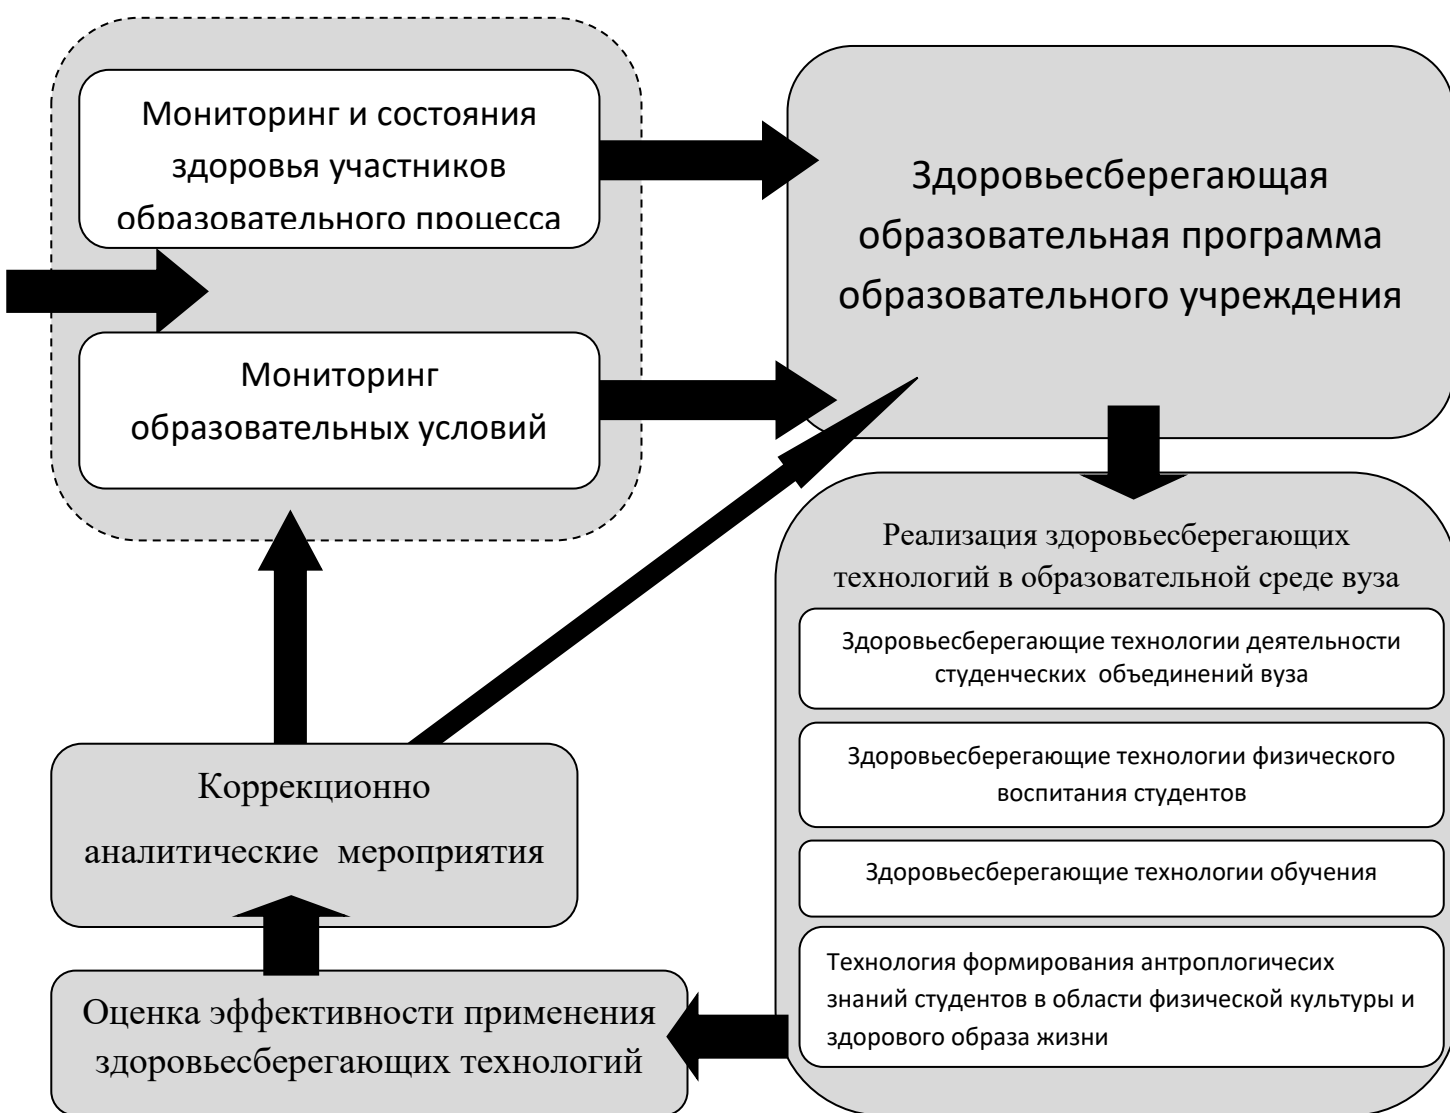 Мониторинг и состояния
здоровья участников
образовательного процесса
Мониторинг
образовательных условий
Здоровьесберегающая
образовательная программа
образовательного учреждения
Реализация здоровьесберегающих
технологий в образовательной среде вуза
Здоровьесберегающие технологии деятельности
студенческих объединений вуза
Здоровьесберегающие технологии физического
воспитания студентов
Здоровьесберегающие технологии обучения
Технология формирования антроплогичесих
знаний студентов в области физической культуры и
здорового образа жизни
Коррекционно
аналитические мероприятия
Оценка эффективности применения
здоровьесберегающих технологий